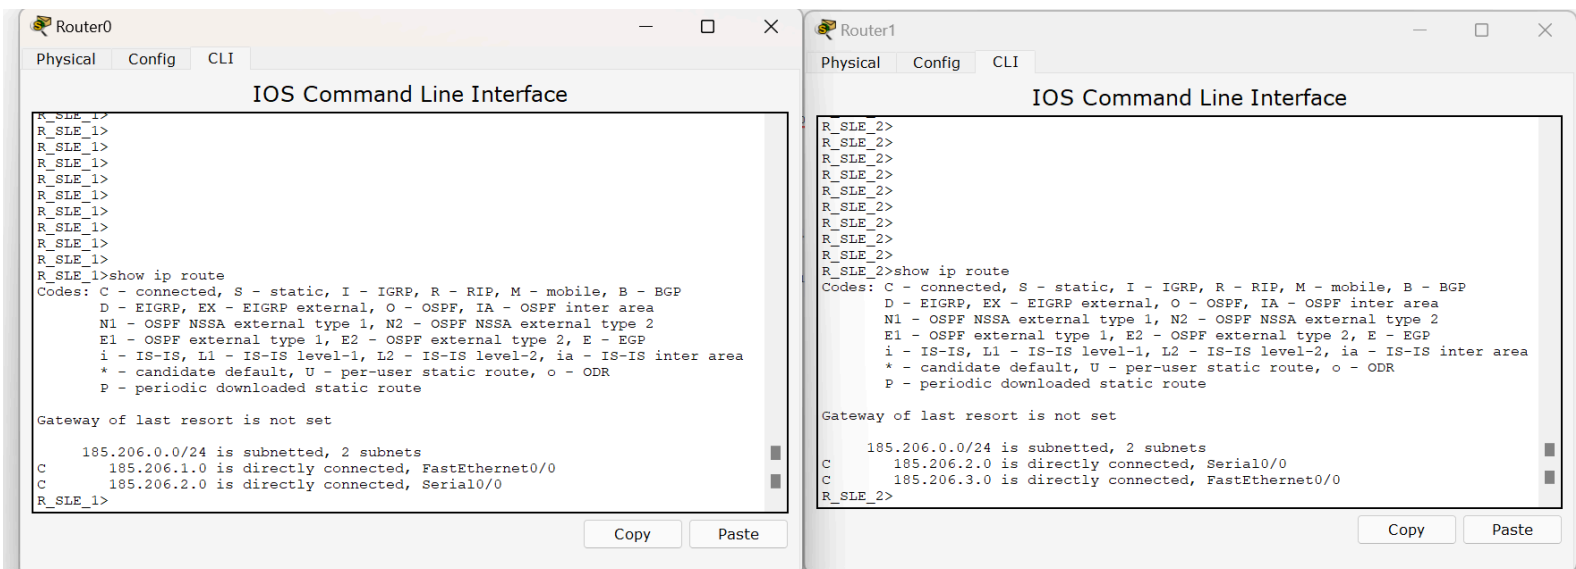 Router0
Physical Config CLI
IOS Command Line Interface
R_SLE_1>
R_SLE_1>
R_SLE_1>
R_SLE_1>
R_SLE_1>
R_SLE_1>
R_SLE_1>
R_SLE_1>
R_SLE_1>
R_SLE_1>
R_SLE_1>show ip route
Codes: C - connected, S - static, I - IGRP, R - RIP, M - mobile, B - BGP
D - EIGRP, EX - EIGRP external, O - OSPF, IA - OSPF inter area
N1 - OSPF NSSA external type 1, N2 - OSPF NSSA external type 2
E1 - OSPF external type 1, E2 - OSPF external type 2, E - EGP
i - IS-IS, L1 - IS-IS level-1, L2 - IS-IS level-2, ia - IS-IS inter area
* - candidate default, U - per-user static route, o - ODR
P - periodic downloaded static route
Gateway of last resort is not set
185.206.0.0/24 is subnetted, 2 subnets
C 185.206.1.0 is directly connected, FastEthernet0/0
C 185.206.2.0 is directly connected, Serial0/0
R_SLE_1>
Copy Paste
Router1
Physical Config CLI
IOS Command Line Interface
R_SLE_2>
R_SLE_2>
R_SLE_2>
R_SLE_2>
R_SLE_2>
R_SLE_2>
R_SLE_2>
R_SLE_2>
R_SLE_2>
R_SLE_2>show ip route
Codes: C - connected, S - static, I - IGRP, R - RIP, M - mobile, B - BGP
D - EIGRP, EX - EIGRP external, O - OSPF, IA - OSPF inter area
N1 - OSPF NSSA external type 1, N2 - OSPF NSSA external type 2
E1 - OSPF external type 1, E2 - OSPF external type 2, E - EGP
i - IS-IS, L1 - IS-IS level-1, L2 - IS-IS level-2, ia - IS-IS inter area
* - candidate default, U - per-user static route, o - ODR
P - periodic downloaded static route
Gateway of last resort is not set
185.206.0.0/24 is subnetted, 2 subnets
C 185.206.2.0 is directly connected, Serial0/0
C 185.206.3.0 is directly connected, FastEthernet0/0
R_SLE_2>
Copy Paste